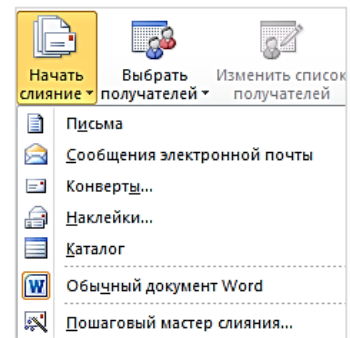 Начать слияние
Выбрать получателей
Изменить список получателей
Письма
Сообщения электронной почты
Конверты...
Наклейки...
Каталог
Обычный документ Word
Пошаговый мастер слияния...